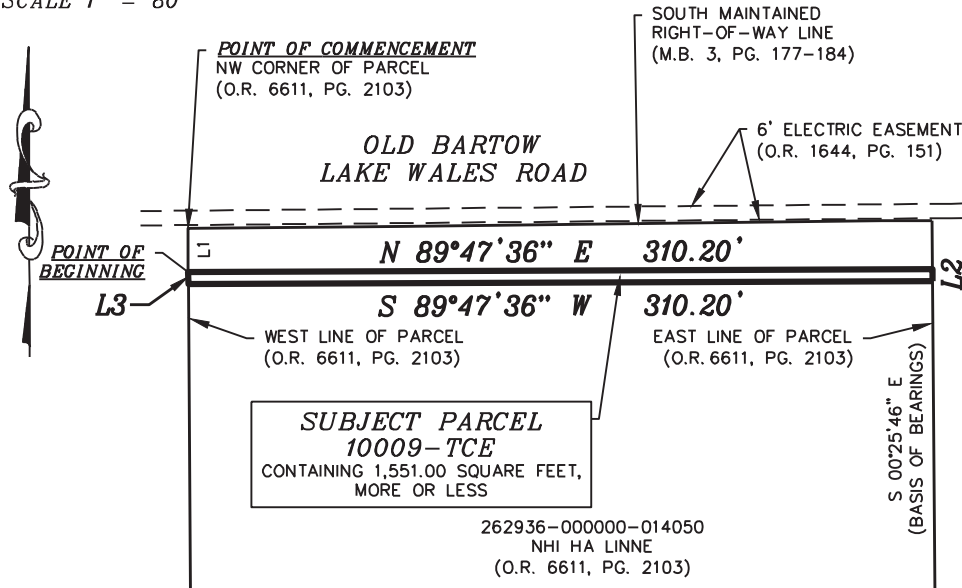 SCALE 1" = 80'
POINT OF COMMENCEMENT
NW CORNER OF PARCEL
(O.R. 6611, PG. 2103)
SOUTH MAINTAINED
RIGHT-OF-WAY LINE
(M.B. 3, PG. 177-184)
6' ELECTRIC EASEMENT
(O.R. 1644, PG. 151)
OLD BARTOW
LAKE WALES ROAD
L1
POINT OF
BEGINNING
N 89°47'36" E 310.20'
L2
L3
S 89°47'36" W 310.20'
WEST LINE OF PARCEL
(O.R. 6611, PG. 2103)
EAST LINE OF PARCEL
(O.R. 6611, PG. 2103)
S 00°25'46" E
(BASIS OF BEARINGS)
SUBJECT PARCEL
10009-TCE
CONTAINING 1,551.00 SQUARE FEET,
MORE OR LESS
262936-000000-014050
NHI HA LINNE
(O.R. 6611, PG. 2103)